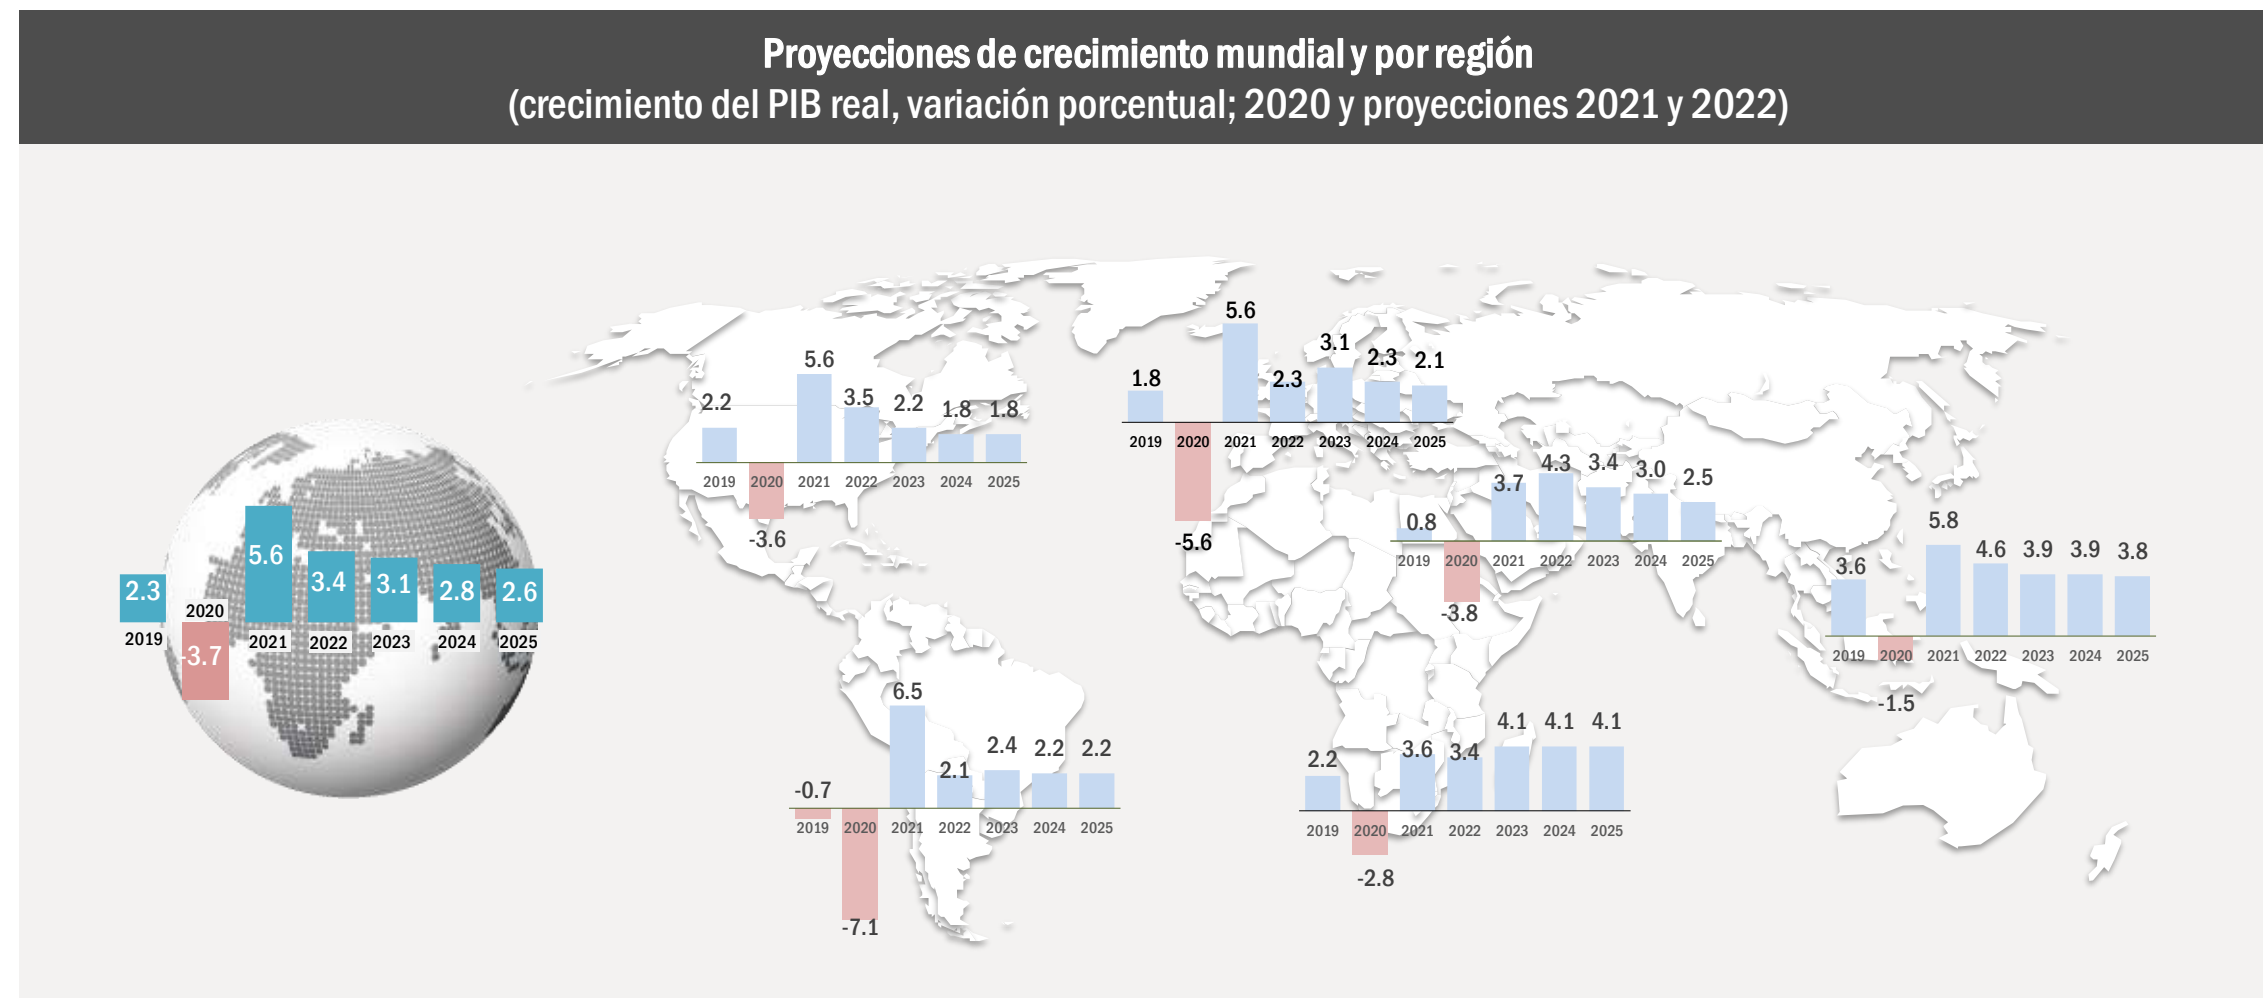 Proyecciones de crecimiento mundial y por región
(crecimiento del PIB real, variación porcentual; 2020 y proyecciones 2021 y 2022)
2.3 5.6 3.4 3.1 2.8 2.6
2020
2019 2021 2022 2023 2024 2025
-3.7
5.6
2.2 3.5 2.2 1.8 1.8
2019 2020 2021 2022 2023 2024 2025
-3.6
5.6
1.8 2.3 3.1 2.3 2.1
2019 2020 2021 2022 2023 2024 2025
-5.6
0.8 3.7 4.3 3.4 3.0 2.5
2019 2020 2021 2022 2023 2024 2025
-3.8
3.6 5.8 4.6 3.9 3.9 3.8
2019 2020 2021 2022 2023 2024 2025
-1.5
6.5
-0.7 2.1 2.4 2.2 2.2
2019 2020 2021 2022 2023 2024 2025
-7.1
2.2 3.6 3.4 4.1 4.1 4.1
2019 2020 2021 2022 2023 2024 2025
-2.8